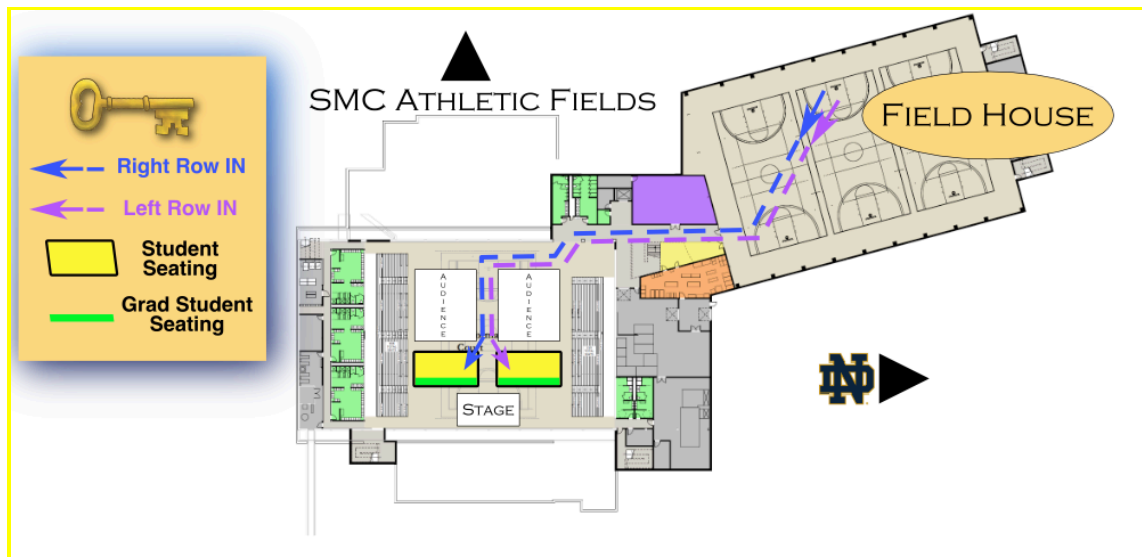 SMC ATHLETIC FIELDS
FIELD HOUSE
Right Row IN
Left Row IN
Student
Seating
Grad Student
Seating
AUDIENCE
AUDIENCE
Court
STAGE
ND